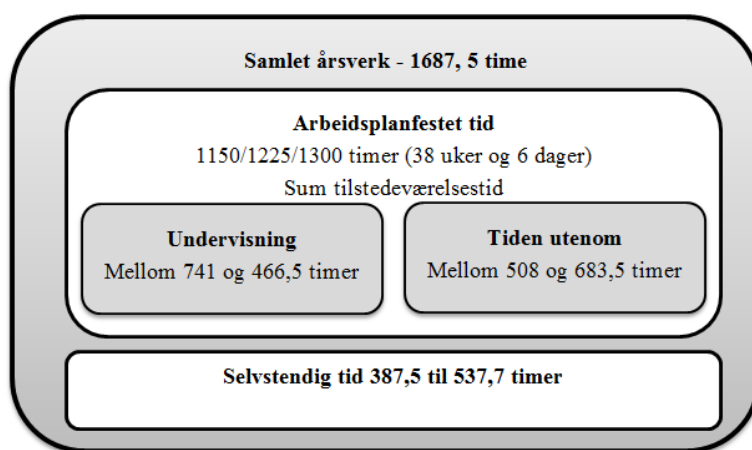 Samlet årsverk - 1687, 5 time
Arbeidsplanfestet tid
1150/1225/1300 timer (38 uker og 6 dager)
Sum tilstedeværelsestid
Undervisning
Mellom 741 og 466,5 timer
Tiden utenom
Mellom 508 og 683,5 timer
Selvstendig tid 387,5 til 537,7 timer